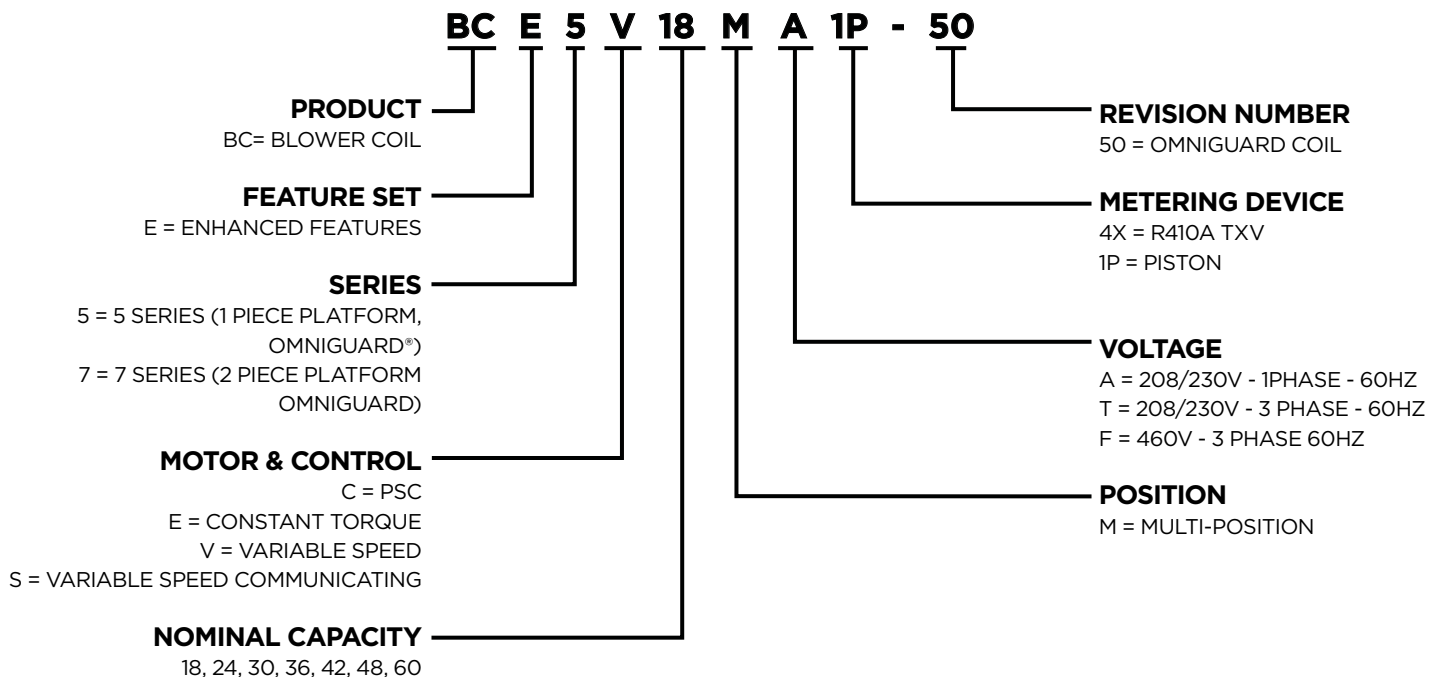 BC E 5 V 18 M A 1P - 50
PRODUCT
BC= BLOWER COIL
FEATURE SET
E = ENHANCED FEATURES
SERIES
5 = 5 SERIES (1 PIECE PLATFORM,
OMNIGUARD®)
7 = 7 SERIES (2 PIECE PLATFORM
OMNIGUARD)
MOTOR & CONTROL
C = PSC
E = CONSTANT TORQUE
V = VARIABLE SPEED
S = VARIABLE SPEED COMMUNICATING
NOMINAL CAPACITY
18, 24, 30, 36, 42, 48, 60
REVISION NUMBER
50 = OMNIGUARD COIL
METERING DEVICE
4X = R410A TXV
1P = PISTON
VOLTAGE
A = 208/230V - 1PHASE - 60HZ
T = 208/230V - 3 PHASE - 60HZ
F = 460V - 3 PHASE 60HZ
POSITION
M = MULTI-POSITION